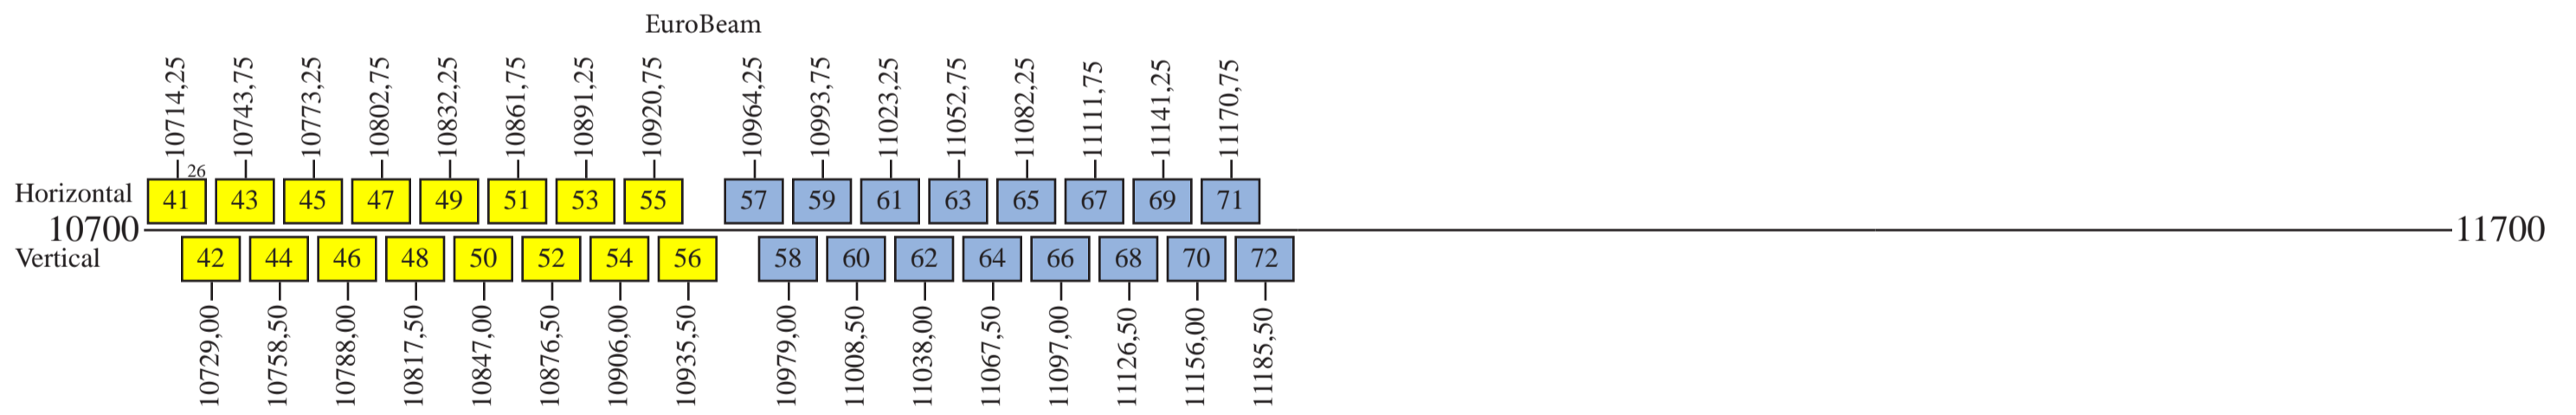 EuroBeam
10714,25 10743,75 10773,25 10802,75 10832,25 10861,75 10891,25 10920,75 10964,25 10993,75 11023,25 11052,75 11082,25 11111,75 11141,25 11170,75
26
Horizontal 41 43 45 47 49 51 53 55 57 59 61 63 65 67 69 71
10700 11700
Vertical 42 44 46 48 50 52 54 56 58 60 62 64 66 68 70 72
10729,00 10758,50 10788,00 10817,50 10847,00 10876,50 10906,00 10935,50 10979,00 11008,50 11038,00 11067,50 11097,00 11126,50 11156,00 11185,50